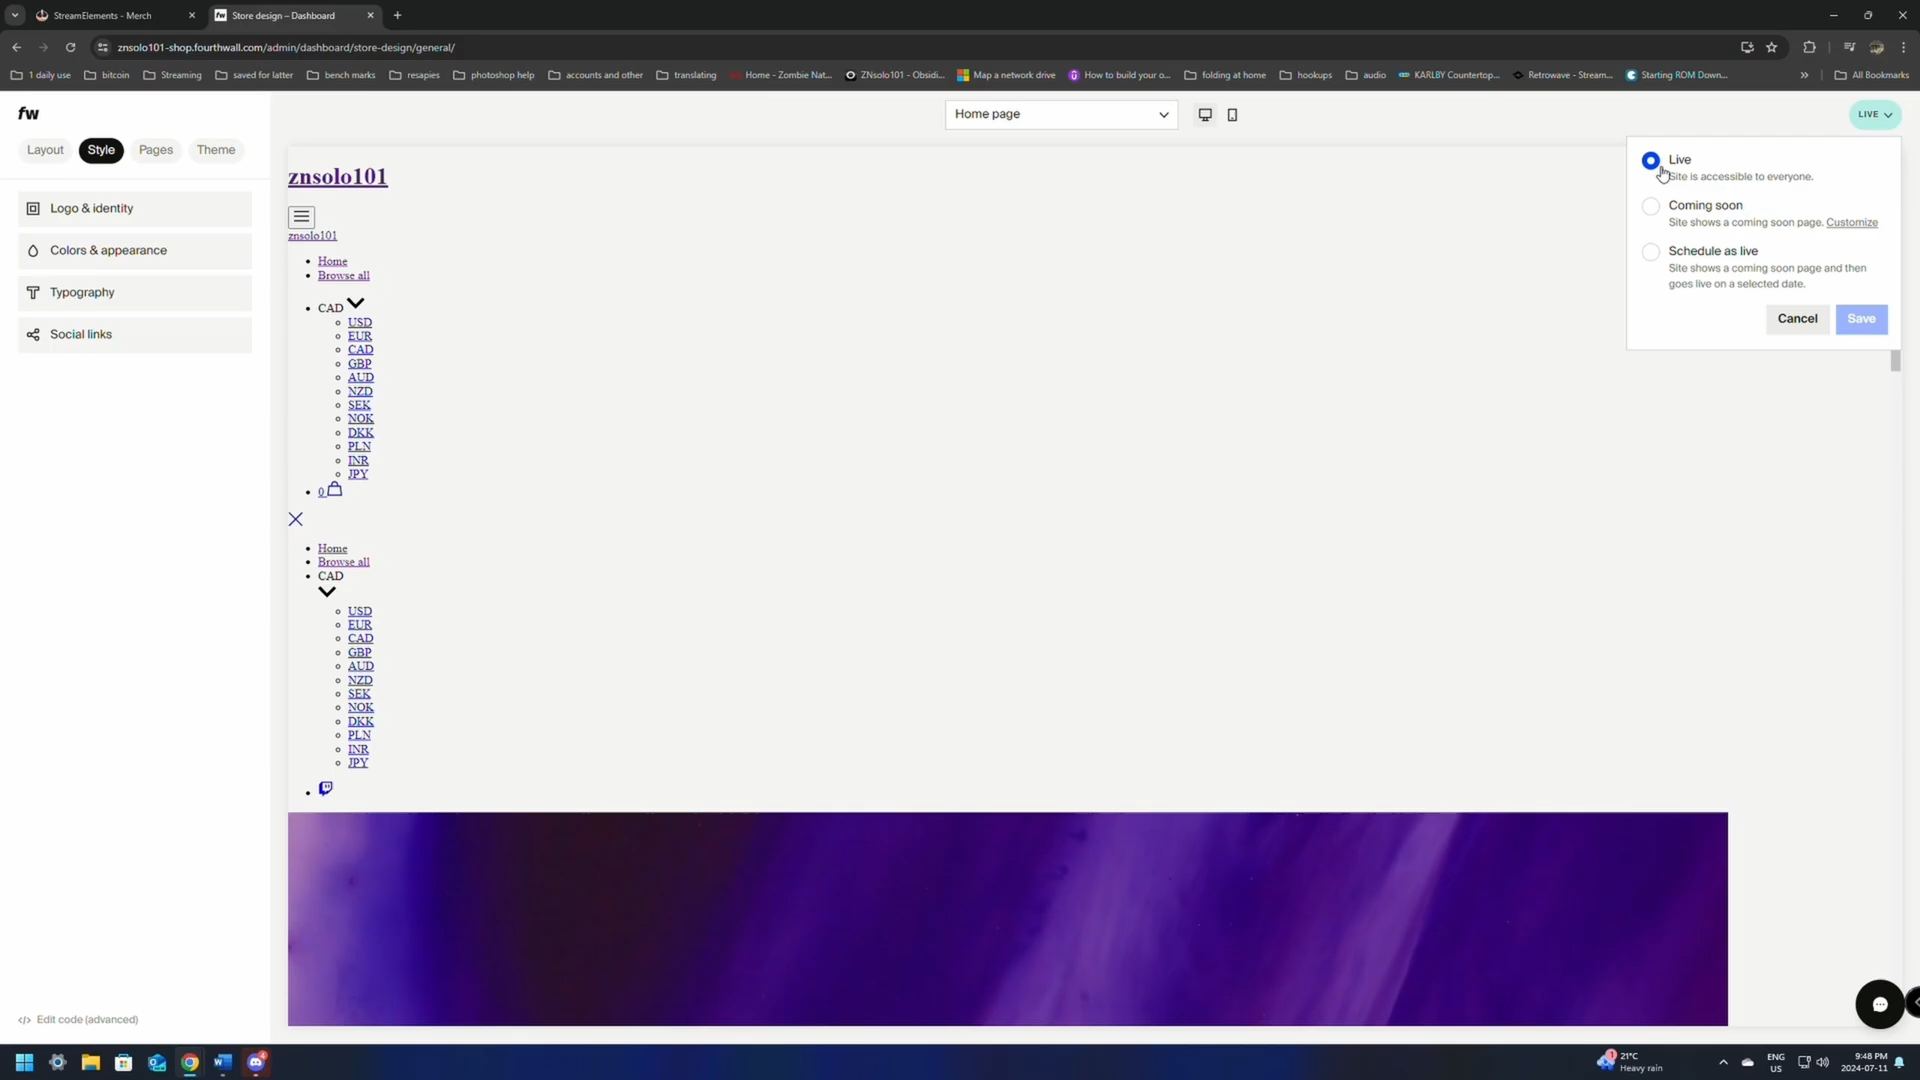 StreamElements - Merch
Store design – Dashboard
znsolo101-shop.fourthwall.com/admin/dashboard/store-design/general/
1 daily use
bitcoin
Streaming
saved for latter
bench marks
resapies
photoshop help
accounts and other
translating
Home - Zombie Nat...
ZNsolo101 - Obsidi...
Map a network drive
How to build your o...
folding at home
hookups
audio
KARLBY Countertop...
Retrowave - Stream...
Starting ROM Down...
»
All Bookmarks
fw
Home page
LIVE
Layout
Style
Pages
Theme
Logo & identity
Colors & appearance
Typography
Social links
Live
Site is accessible to everyone.
Coming soon
Site shows a coming soon page. Customize
Schedule as live
Site shows a coming soon page and then
goes live on a selected date.
Cancel
Save
znsolo101
znsolo101
Home
Browse all
CAD
USD
EUR
CAD
GBP
AUD
NZD
SEK
NOK
DKK
PLN
INR
JPY
0
Home
Browse all
CAD
USD
EUR
CAD
GBP
AUD
NZD
SEK
NOK
DKK
PLN
INR
JPY
</> Edit code (advanced)
1
21°C
Heavy rain
ENG
US
9:48 PM
2024-07-11